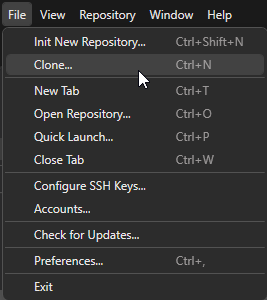 File View Repository Window Help
Init New Repository... Ctrl+Shift+N
Clone... Ctrl+N
New Tab Ctrl+T
Open Repository... Ctrl+O
Quick Launch... Ctrl+P
Close Tab Ctrl+W
Configure SSH Keys...
Accounts...
Check for Updates...
Preferences... Ctrl+,
Exit